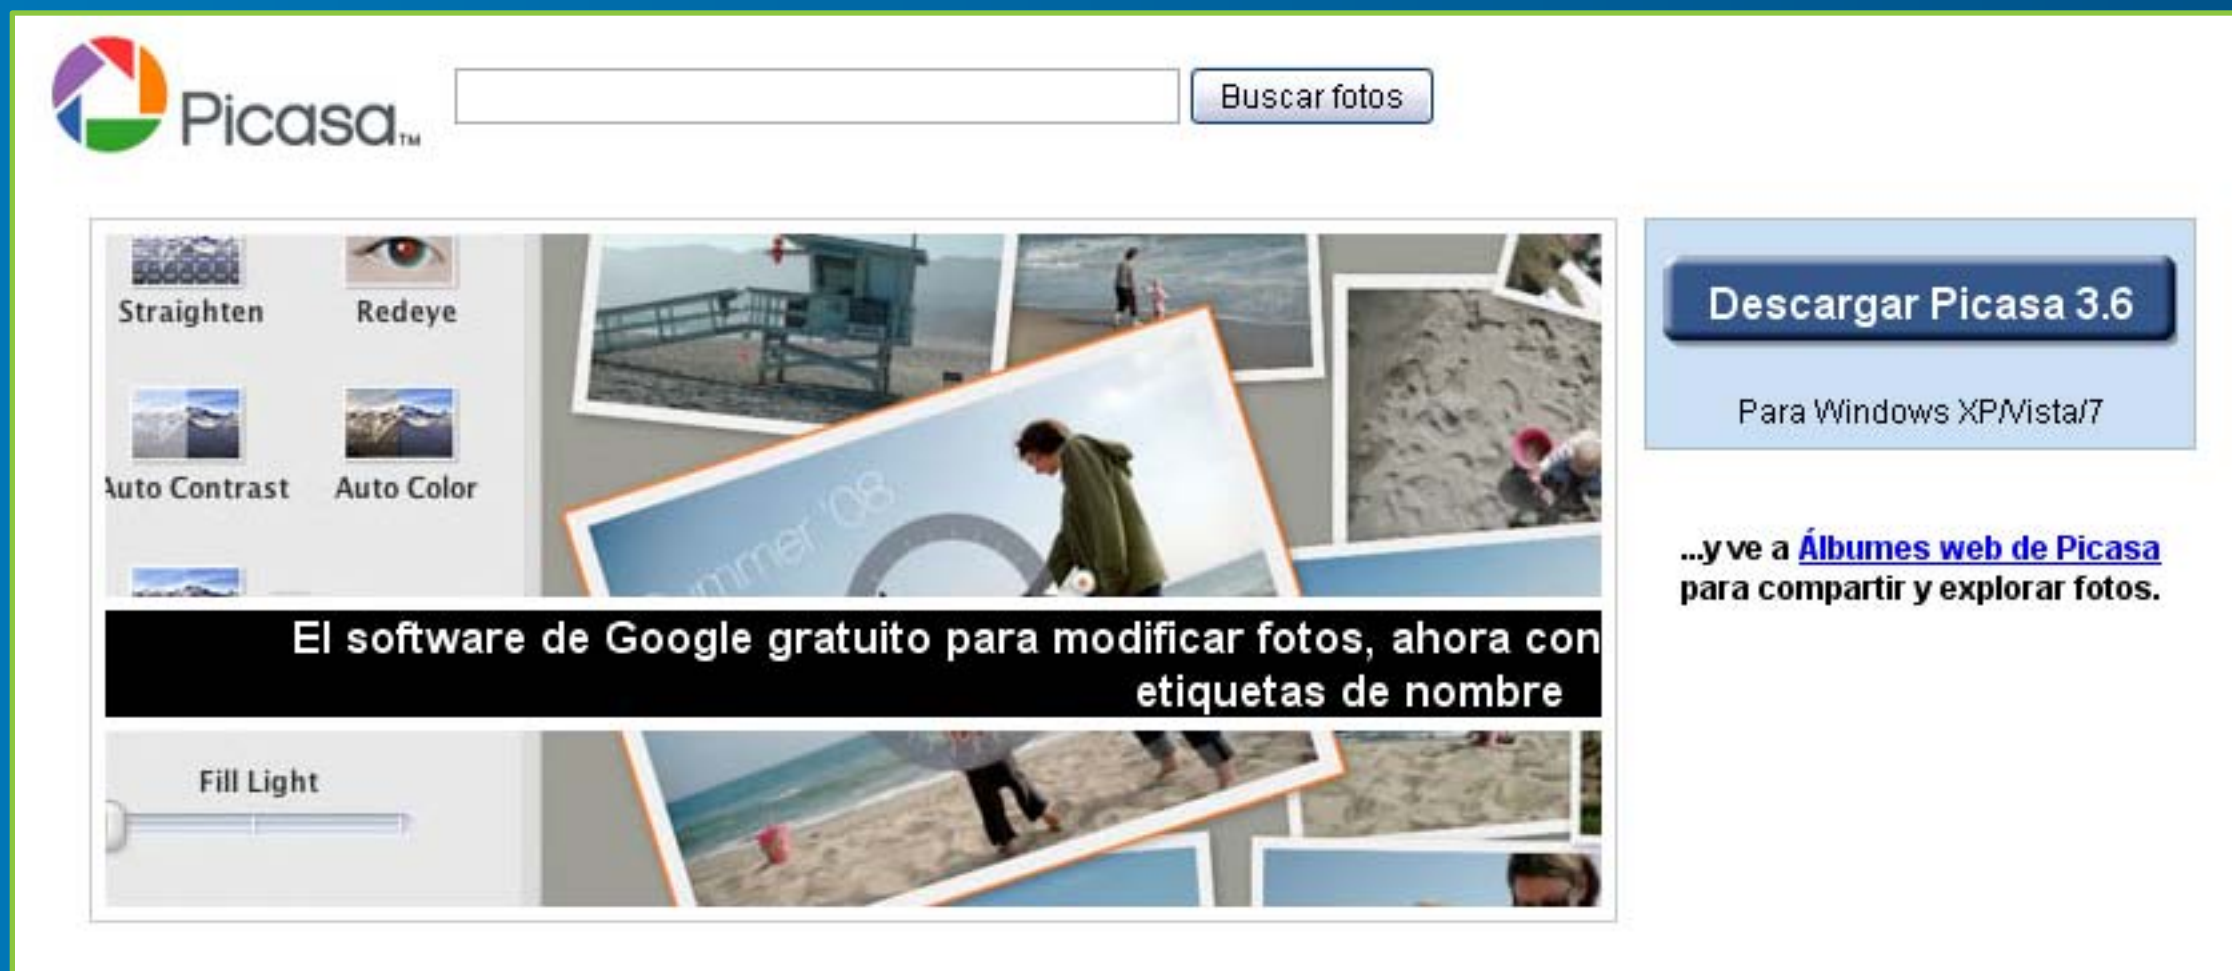 Picasa™
Buscar fotos
Straighten
Redeye
Auto Contrast
Auto Color
Summer '08
El software de Google gratuito para modificar fotos, ahora con
etiquetas de nombre
Fill Light
Descargar Picasa 3.6
Para Windows XP/Vista/7
...y ve a Álbumes web de Picasa
para compartir y explorar fotos.